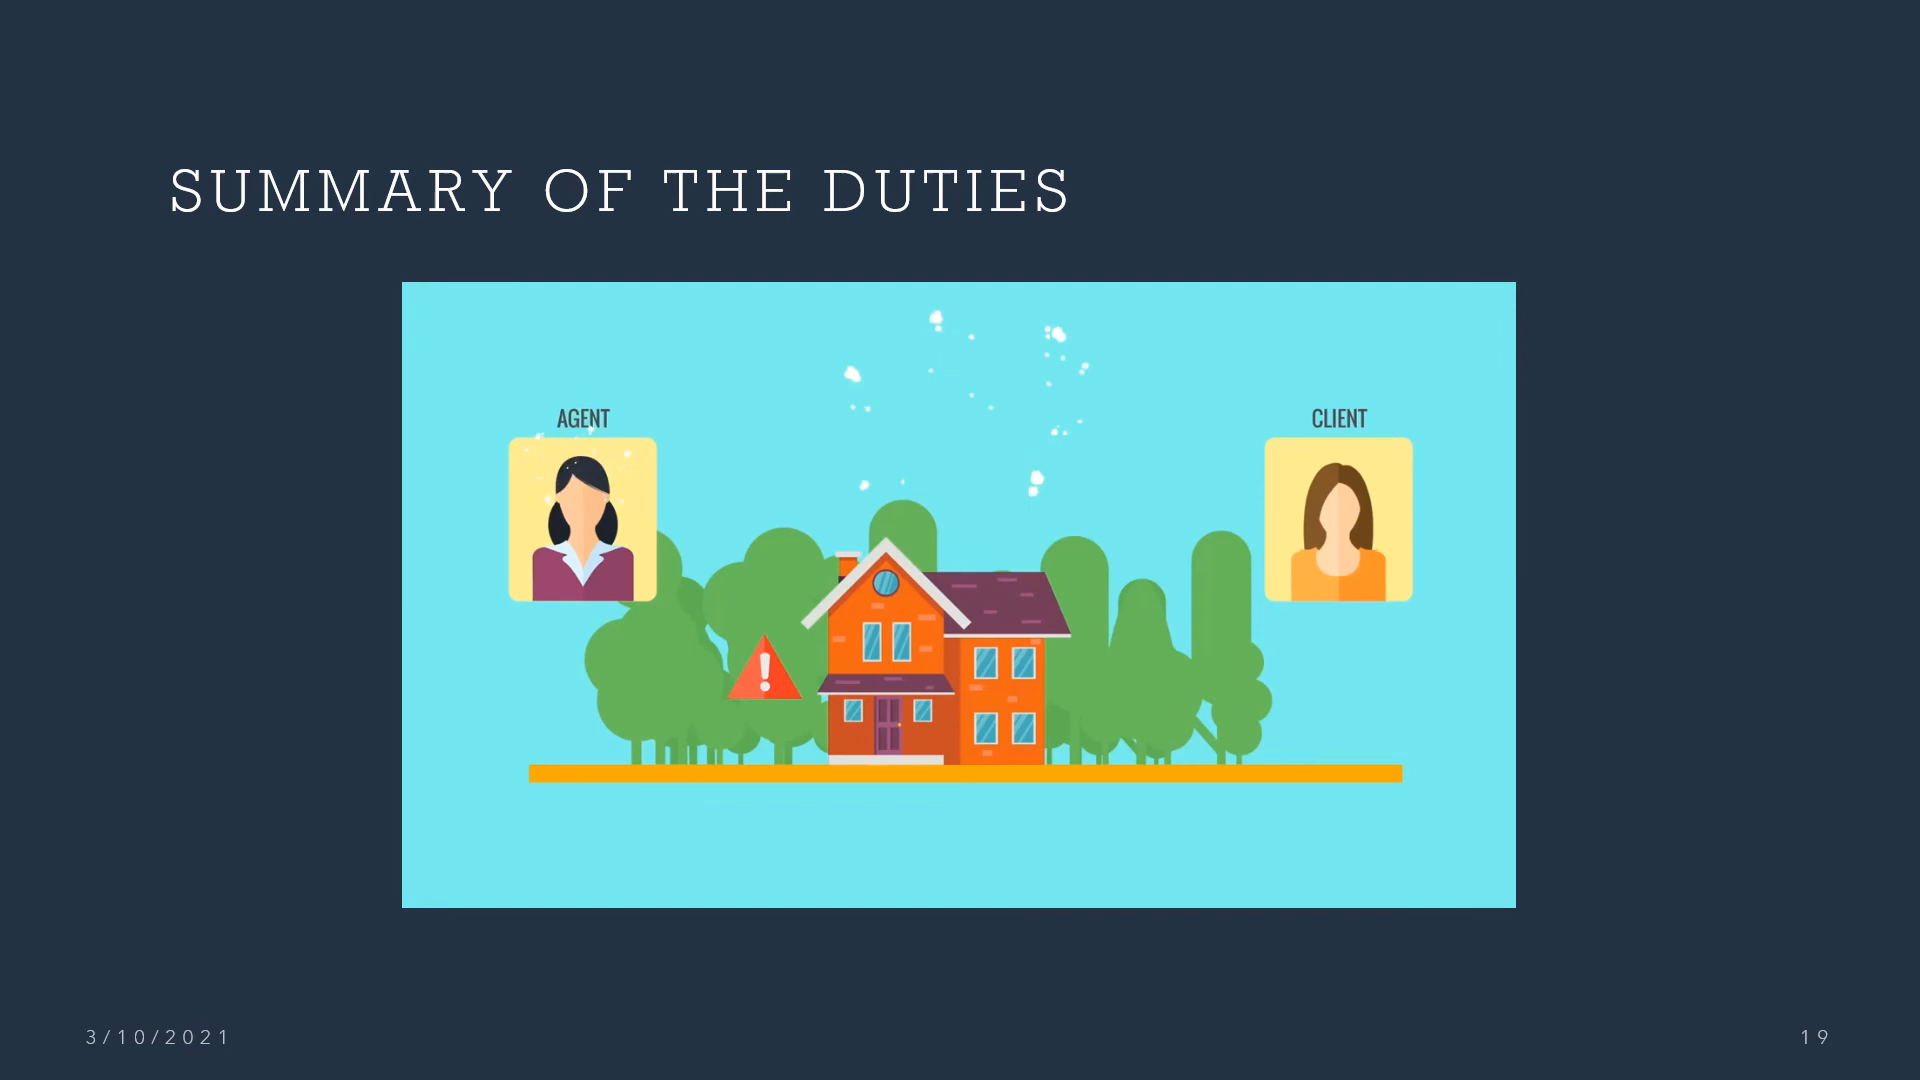 SUMMARY OF THE DUTIES
AGENT
CLIENT
3/10/2021
19